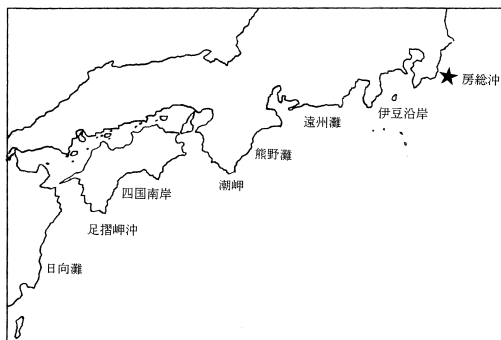 房総沖
伊豆沿岸
遠州灘
熊野灘
潮岬
四国南岸
足摺岬沖
日向灘